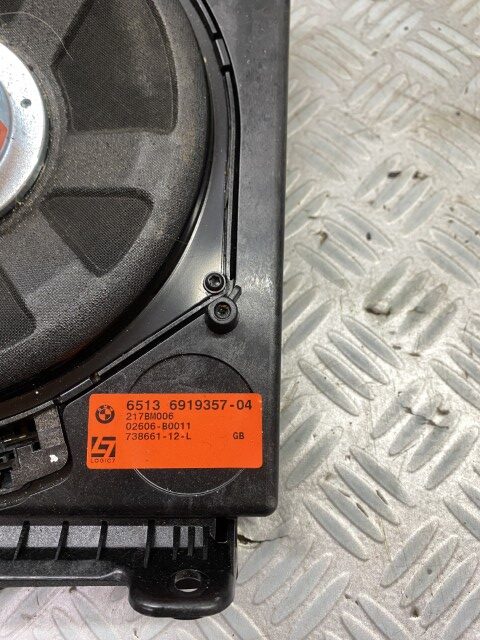 6513 6919357-04
217BM006
02606-B0011
738661-12-L GB
LOGIC7